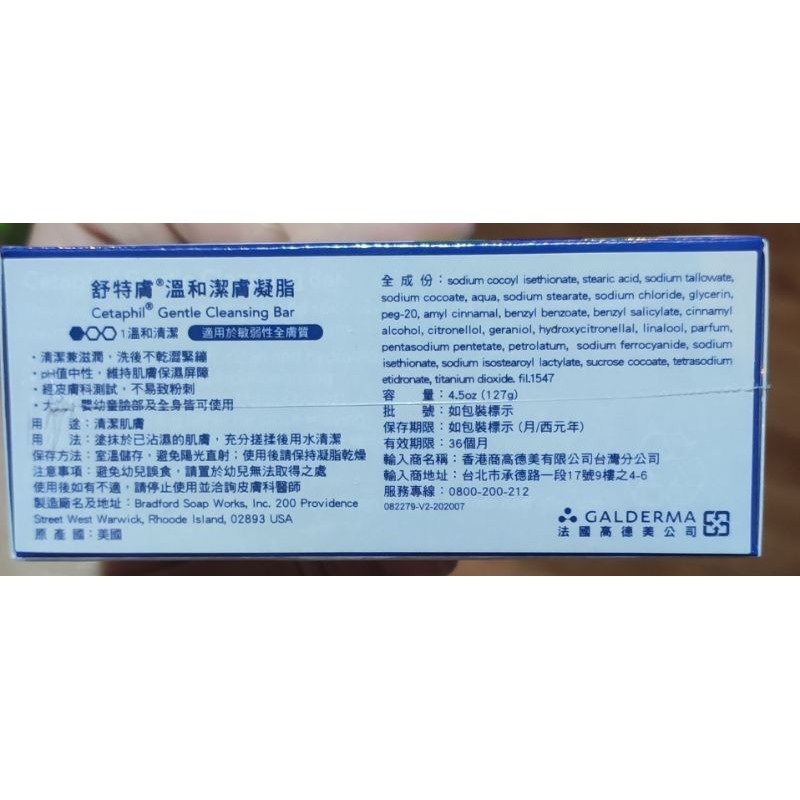 舒特膚®溫和潔膚凝脂
Cetaphil® Gentle Cleansing Bar
1溫和清潔 適用於敏弱性全膚質
・清潔兼滋潤，洗後不乾澀緊繃
・pH值中性，維持肌膚保濕屏障
・經皮膚科測試，不易致粉刺
・大 嬰幼童臉部及全身皆可使用
用 途：清潔肌膚
用 法：塗抹於已沾濕的肌膚，充分搓揉後用水清潔
保存方法：室溫儲存，避免陽光直射；使用後請保持凝脂乾燥
注意事項：避免幼兒誤食，請置於幼兒無法取得之處
使用後如有不適，請停止使用並洽詢皮膚科醫師
製造廠名及地址：Bradford Soap Works, Inc. 200 Providence
Street West Warwick, Rhoode Island, 02893 USA
原 產 國：美國
全 成 份：sodium cocoyl isethionate, stearic acid, sodium tallowate,
sodium cocoate, aqua, sodium stearate, sodium chloride, glycerin,
peg-20, amyl cinnamal, benzyl benzoate, benzyl salicylate, cinnamyl
alcohol, citronellol, geraniol, hydroxycitronellal, linalool, parfum,
pentasodium pentetate, petrolatum, sodium ferrocyanide, sodium
isethionate, sodium isostearoyl lactylate, sucrose cocoate, tetrasodium
etidronate, titanium dioxide. fil.1547
容 量：4.5oz (127g)
批 號：如包裝標示
保存期限：如包裝標示 (月/西元年)
有效期限：36個月
輸入商名稱：香港商高德美有限公司台灣分公司
輸入商地址：台北市承德路一段17號9樓之4-6
服務專線：0800-200-212
082279-V2-202007
GALDERMA
法國高德美公司